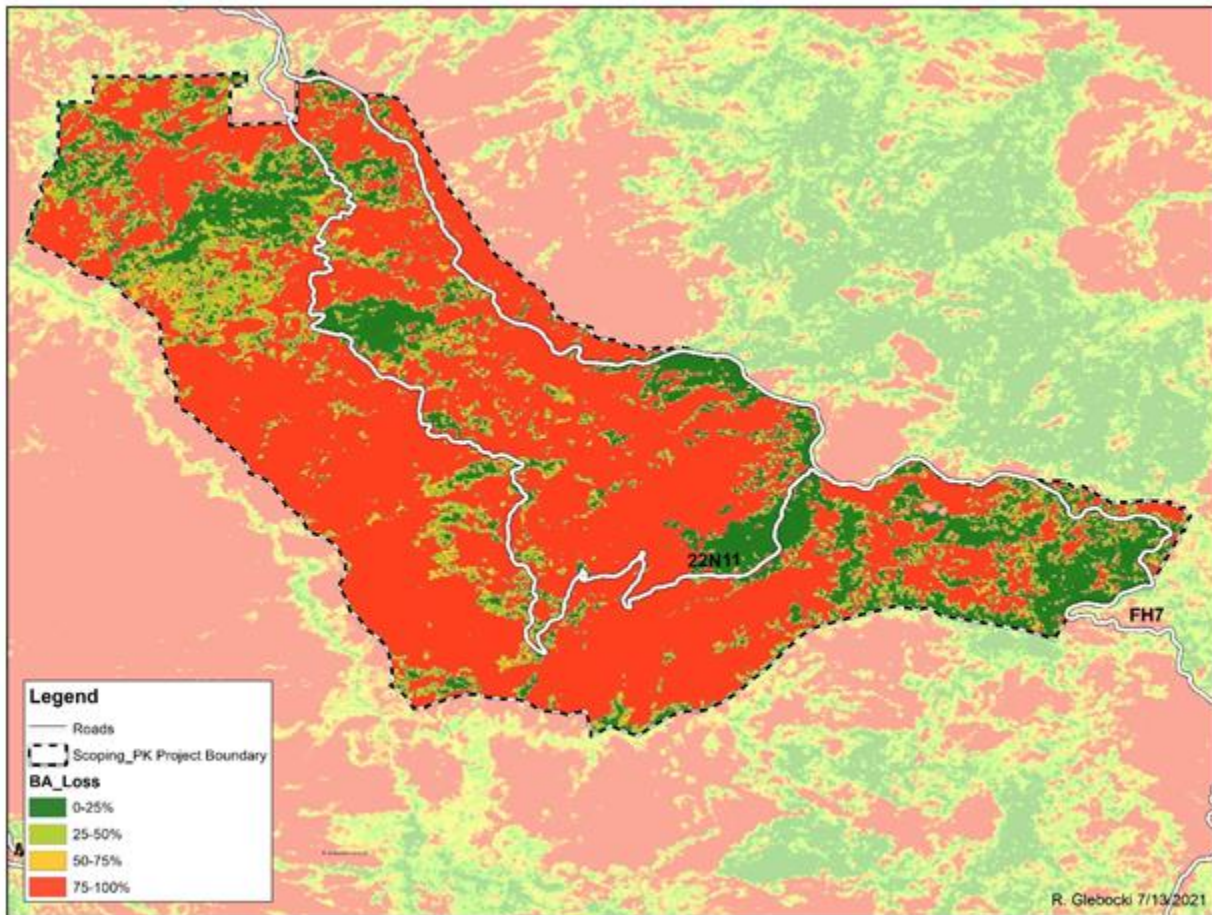 22N11
FH7
Legend
Roads
Scoping_PK Project Boundary
BA_Loss
0-25%
25-50%
50-75%
75-100%
R. Glebocki 7/13/2021